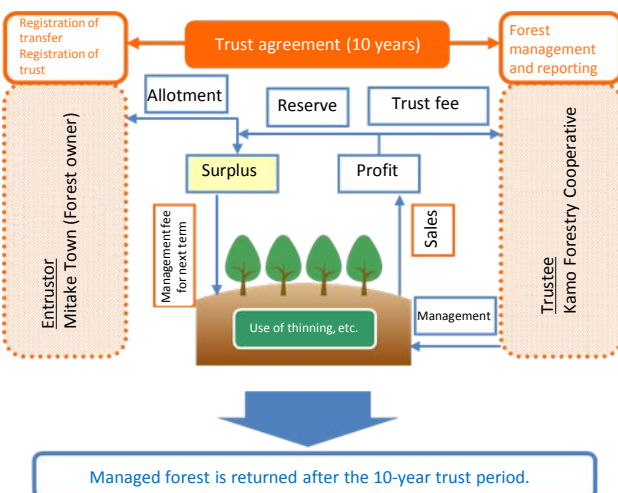 Registration of
transfer
Registration of
trust
Trust agreement (10 years)
Forest
management
and reporting
Allotment
Reserve
Trust fee
Surplus
Profit
Entrustor
Mitake Town (Forest owner)
Management fee
for next term
Sales
Trustee
Kamo Forestry Cooperative
Use of thinning, etc.
Management
Managed forest is returned after the 10-year trust period.